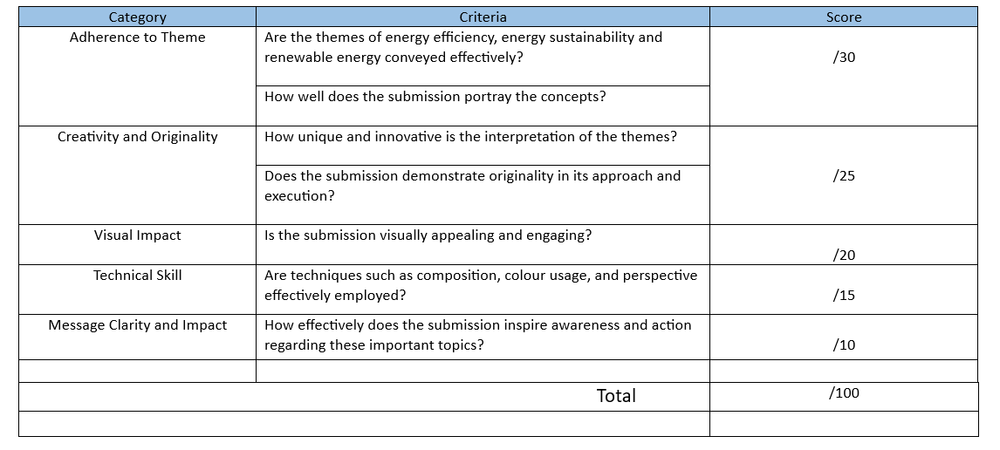 Category Criteria Score
Adherence to Theme
Are the themes of energy efficiency, energy sustainability and
renewable energy conveyed effectively?
/30
How well does the submission portray the concepts?
Creativity and Originality
How unique and innovative is the interpretation of the themes?
Does the submission demonstrate originality in its approach and
execution?
/25
Visual Impact
Is the submission visually appealing and engaging?
/20
Technical Skill
Are techniques such as composition, colour usage, and perspective
effectively employed?
/15
Message Clarity and Impact
How effectively does the submission inspire awareness and action
regarding these important topics?
/10
Total /100